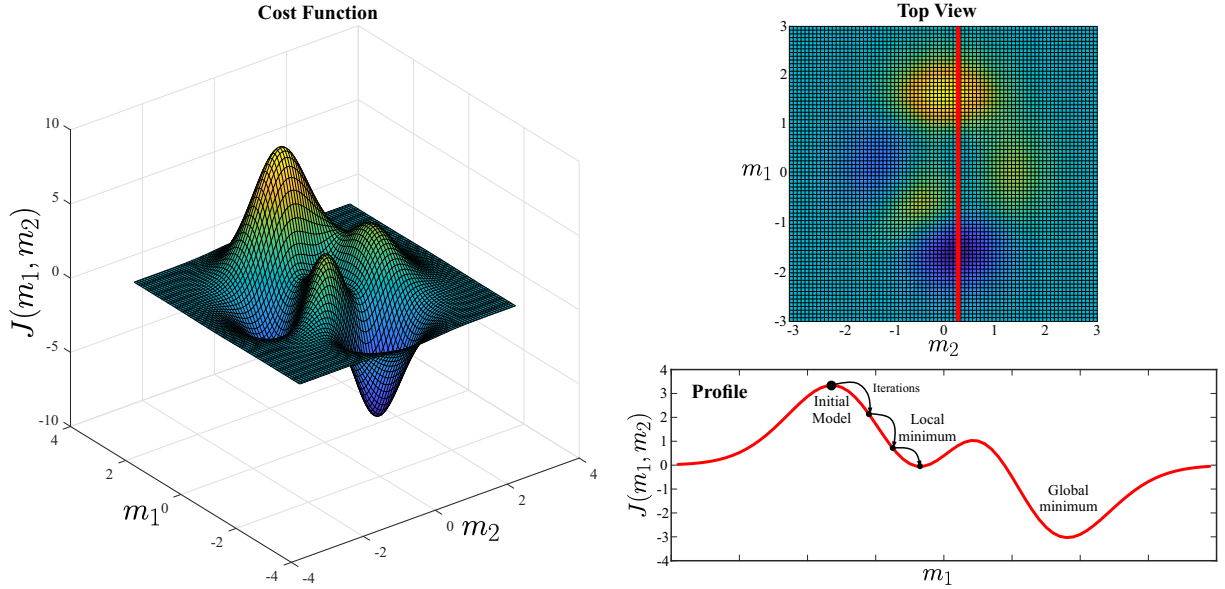 Cost Function
10
5
0
-5
-10
J(m₁, m₂)
4
2
0
-2
-4
m₁
-4
-2
0
2
4
m₂
Top View
3
2
1
0
-1
-2
-3
m₁
-3
-2
-1
0
1
2
3
m₂
Profile
4
3
2
1
0
-1
-2
-3
-4
J(m₁, m₂)
Initial
Model
Iterations
Local
minimum
Global
minimum
m₁